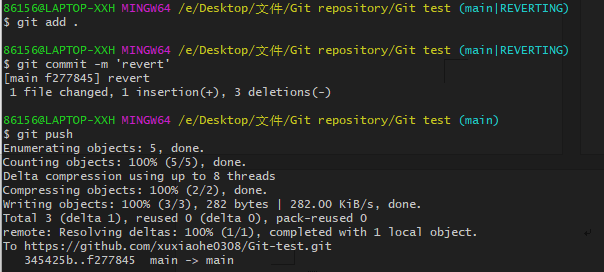 86156@LAPTOP-XXH MINGW64 /e/Desktop/文件/Git repository/Git test (main|REVERTING)
$ git add .
86156@LAPTOP-XXH MINGW64 /e/Desktop/文件/Git repository/Git test (main|REVERTING)
$ git commit -m 'revert'
[main f277845] revert
 1 file changed, 1 insertion(+), 3 deletions(-)
86156@LAPTOP-XXH MINGW64 /e/Desktop/文件/Git repository/Git test (main)
$ git push
Enumerating objects: 5, done.
Counting objects: 100% (5/5), done.
Delta compression using up to 8 threads
Compressing objects: 100% (2/2), done.
Writing objects: 100% (3/3), 282 bytes | 282.00 KiB/s, done.
Total 3 (delta 1), reused 0 (delta 0), pack-reused 0
remote: Resolving deltas: 100% (1/1), completed with 1 local object.
To https://github.com/xuxiaohe0308/Git-test.git
   345425b..f277845  main -> main